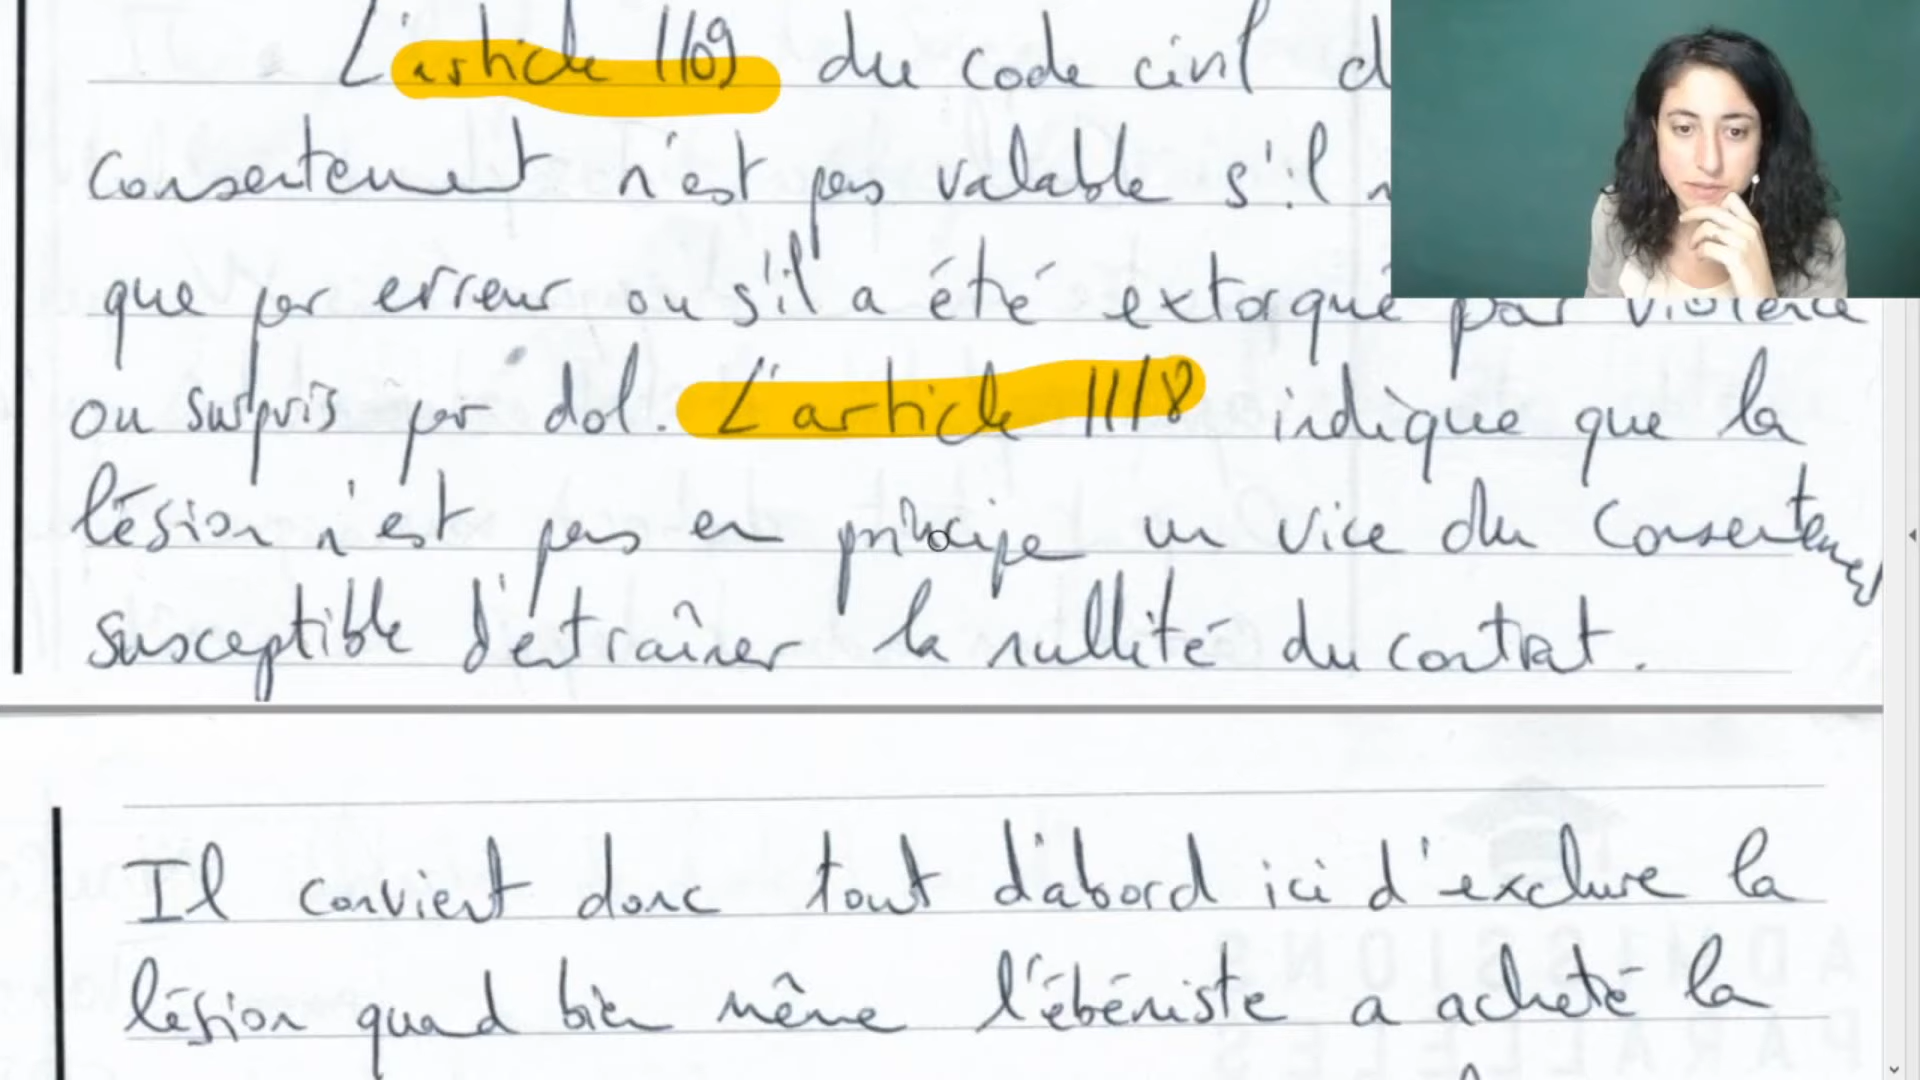 L'article 1109 du code civil d
consentement n'est pas valable s'il n
que par erreur ou s'il a été extorqué par violence
ou surpris par dol. L'article 1118 indique que la
lésion n'est pas en principe un vice du consentement
susceptible d'entraîner la nullité du contrat.
Il convient donc tout d'abord ici d'exclure la
lésion quand bien même l'ébéniste a acheté la
ADMISSIONS
PARALLELES